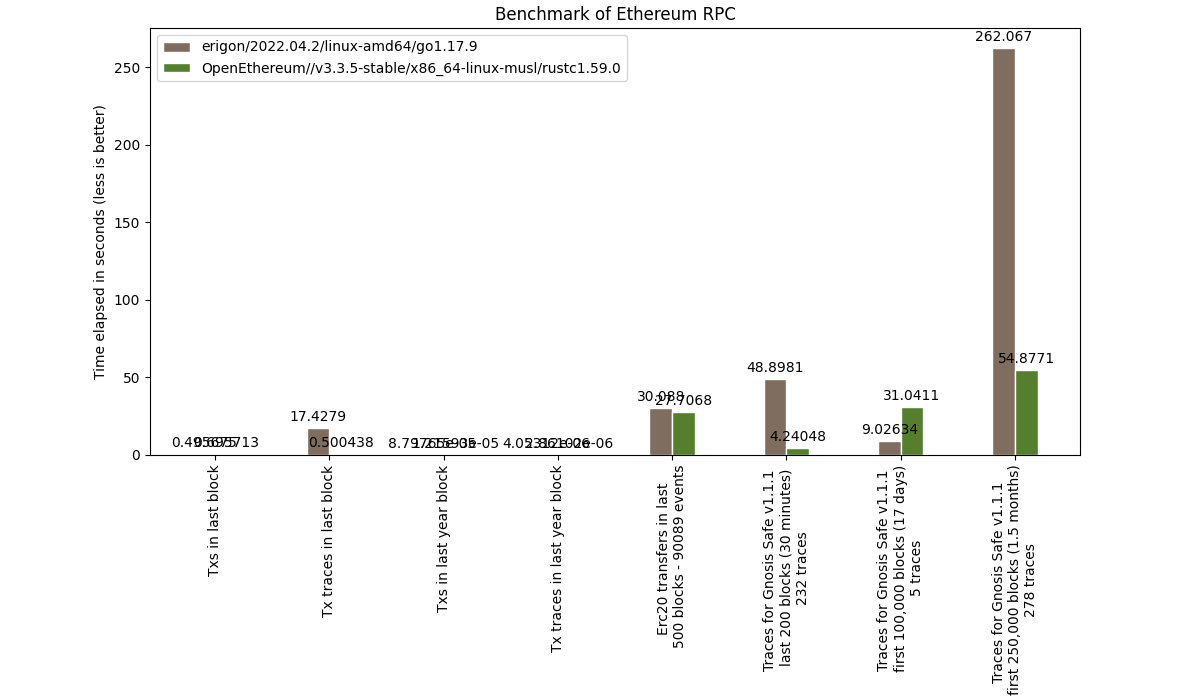 Benchmark of Ethereum RPC
erigon/2022.04.2/linux-amd64/go1.17.9
OpenEthereum//v3.3.5-stable/x86_64-linux-musl/rustc1.59.0
Time elapsed in seconds (less is better)
250
200
150
100
50
0
262.067
54.8771
48.8981
4.24048
9.02634
31.0411
30.088
27.7068
17.4279
0.500438
Txs in last block
Tx traces in last block
Txs in last year block
Tx traces in last year block
Erc20 transfers in last
500 blocks - 90089 events
Traces for Gnosis Safe v1.1.1
last 200 blocks (30 minutes)
232 traces
Traces for Gnosis Safe v1.1.1
first 100,000 blocks (17 days)
5 traces
Traces for Gnosis Safe v1.1.1
first 250,000 blocks (1.5 months)
278 traces